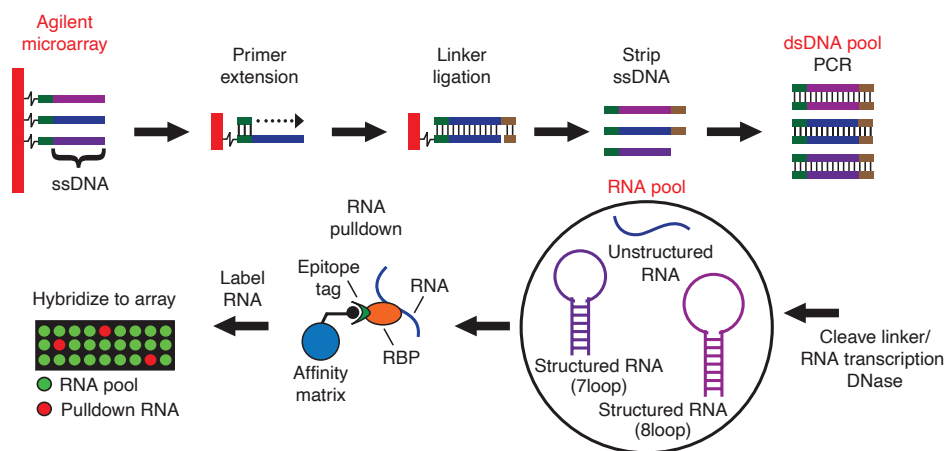 Agilent
microarray
ssDNA
Primer
extension
Linker
ligation
Strip
ssDNA
dsDNA pool
PCR
RNA pool
Unstructured
RNA
Structured RNA
(7loop)
Structured RNA
(8loop)
Cleave linker/
RNA transcription
DNase
RNA
pulldown
Epitope
tag
RNA
RBP
Affinity
matrix
Label
RNA
Hybridize to array
RNA pool
Pulldown RNA